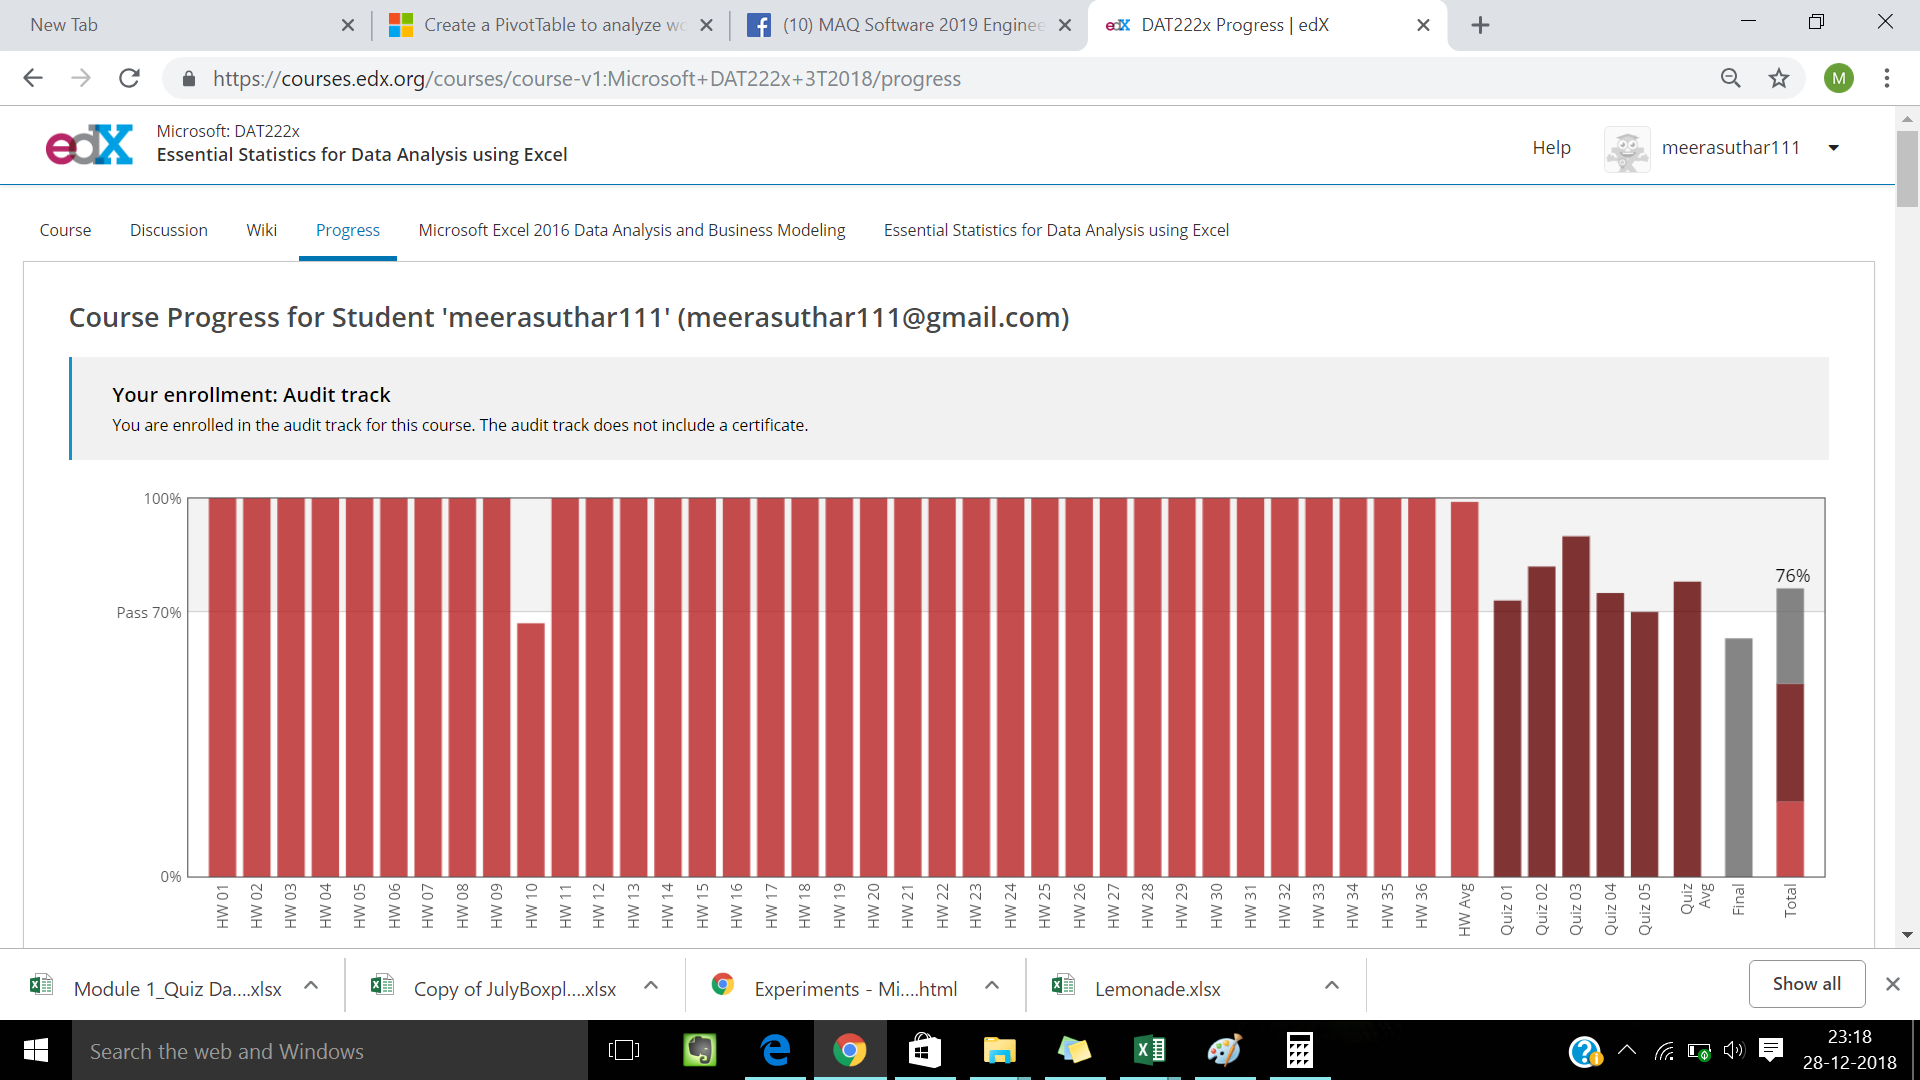 New Tab
Create a PivotTable to analyze wo
(10) MAQ Software 2019 Enginee
edX DAT222x Progress | edX
https://courses.edx.org/courses/course-v1:Microsoft+DAT222x+3T2018/progress
M
edX
Microsoft: DAT222x
Essential Statistics for Data Analysis using Excel
Help
meerasuthar111
Course
Discussion
Wiki
Progress
Microsoft Excel 2016 Data Analysis and Business Modeling
Essential Statistics for Data Analysis using Excel
Course Progress for Student 'meerasuthar111' (meerasuthar111@gmail.com)
Your enrollment: Audit track
You are enrolled in the audit track for this course. The audit track does not include a certificate.
100%
Pass 70%
0%
76%
HW 01
HW 02
HW 03
HW 04
HW 05
HW 06
HW 07
HW 08
HW 09
HW 10
HW 11
HW 12
HW 13
HW 14
HW 15
HW 16
HW 17
HW 18
HW 19
HW 20
HW 21
HW 22
HW 23
HW 24
HW 25
HW 26
HW 27
HW 28
HW 29
HW 30
HW 31
HW 32
HW 33
HW 34
HW 35
HW 36
HW Avg
Quiz 01
Quiz 02
Quiz 03
Quiz 04
Quiz 05
Quiz
Avg
Final
Total
Module 1_Quiz Da....xlsx
Copy of JulyBoxpl....xlsx
Experiments - Mi....html
Lemonade.xlsx
Show all
Search the web and Windows
23:18
28-12-2018